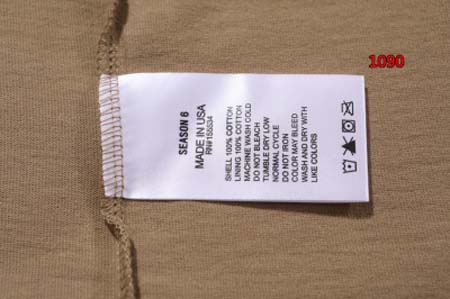 1090
SEASON 6
MADE IN USA
RN#155534
SHELL 100% COTTON
LINING 100% COTTON
MACHINE WASH COLD
DO NOT BLEACH
TUMBLE DRY LOW
NORMAL CYCLE
DO NOT IRON
COLOR MAY BLEED
WASH AND DRY WITH
LIKE COLORS